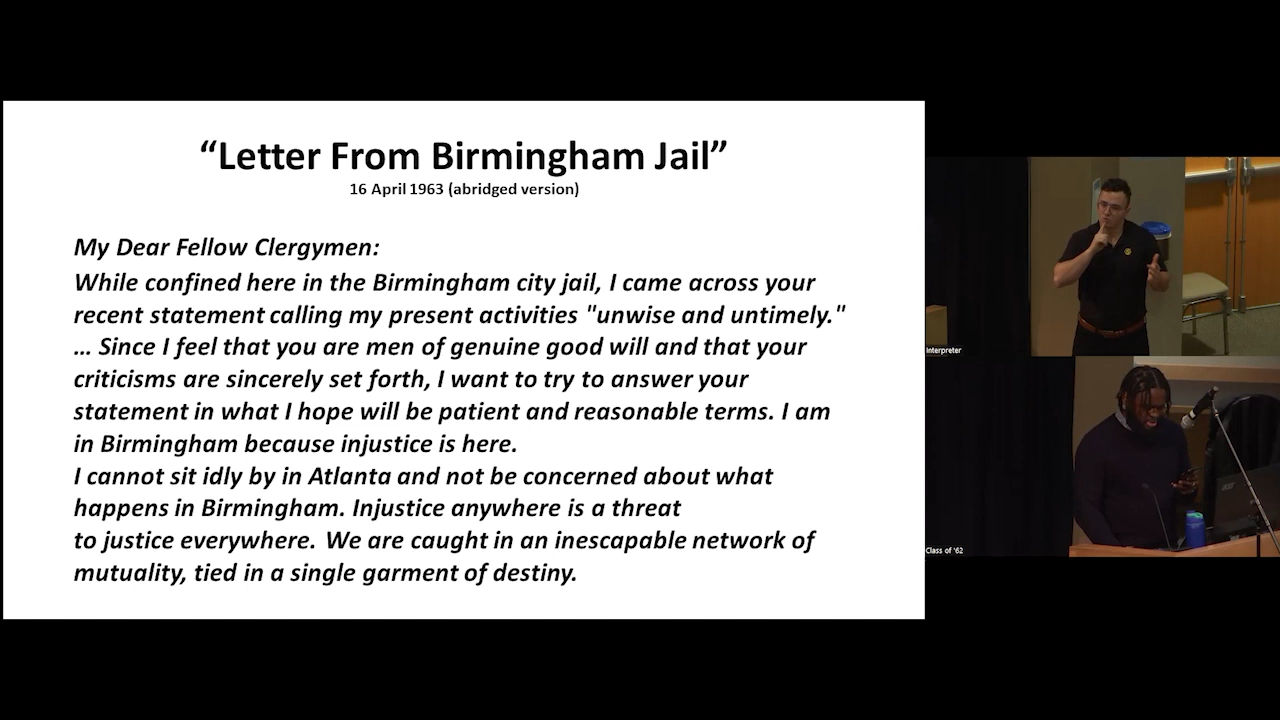 “Letter From Birmingham Jail”
16 April 1963 (abridged version)
My Dear Fellow Clergymen:
While confined here in the Birmingham city jail, I came across your
recent statement calling my present activities "unwise and untimely."
... Since I feel that you are men of genuine good will and that your
criticisms are sincerely set forth, I want to try to answer your
statement in what I hope will be patient and reasonable terms. I am
in Birmingham because injustice is here.
I cannot sit idly by in Atlanta and not be concerned about what
happens in Birmingham. Injustice anywhere is a threat
to justice everywhere. We are caught in an inescapable network of
mutuality, tied in a single garment of destiny.
Interpreter
Class of '62